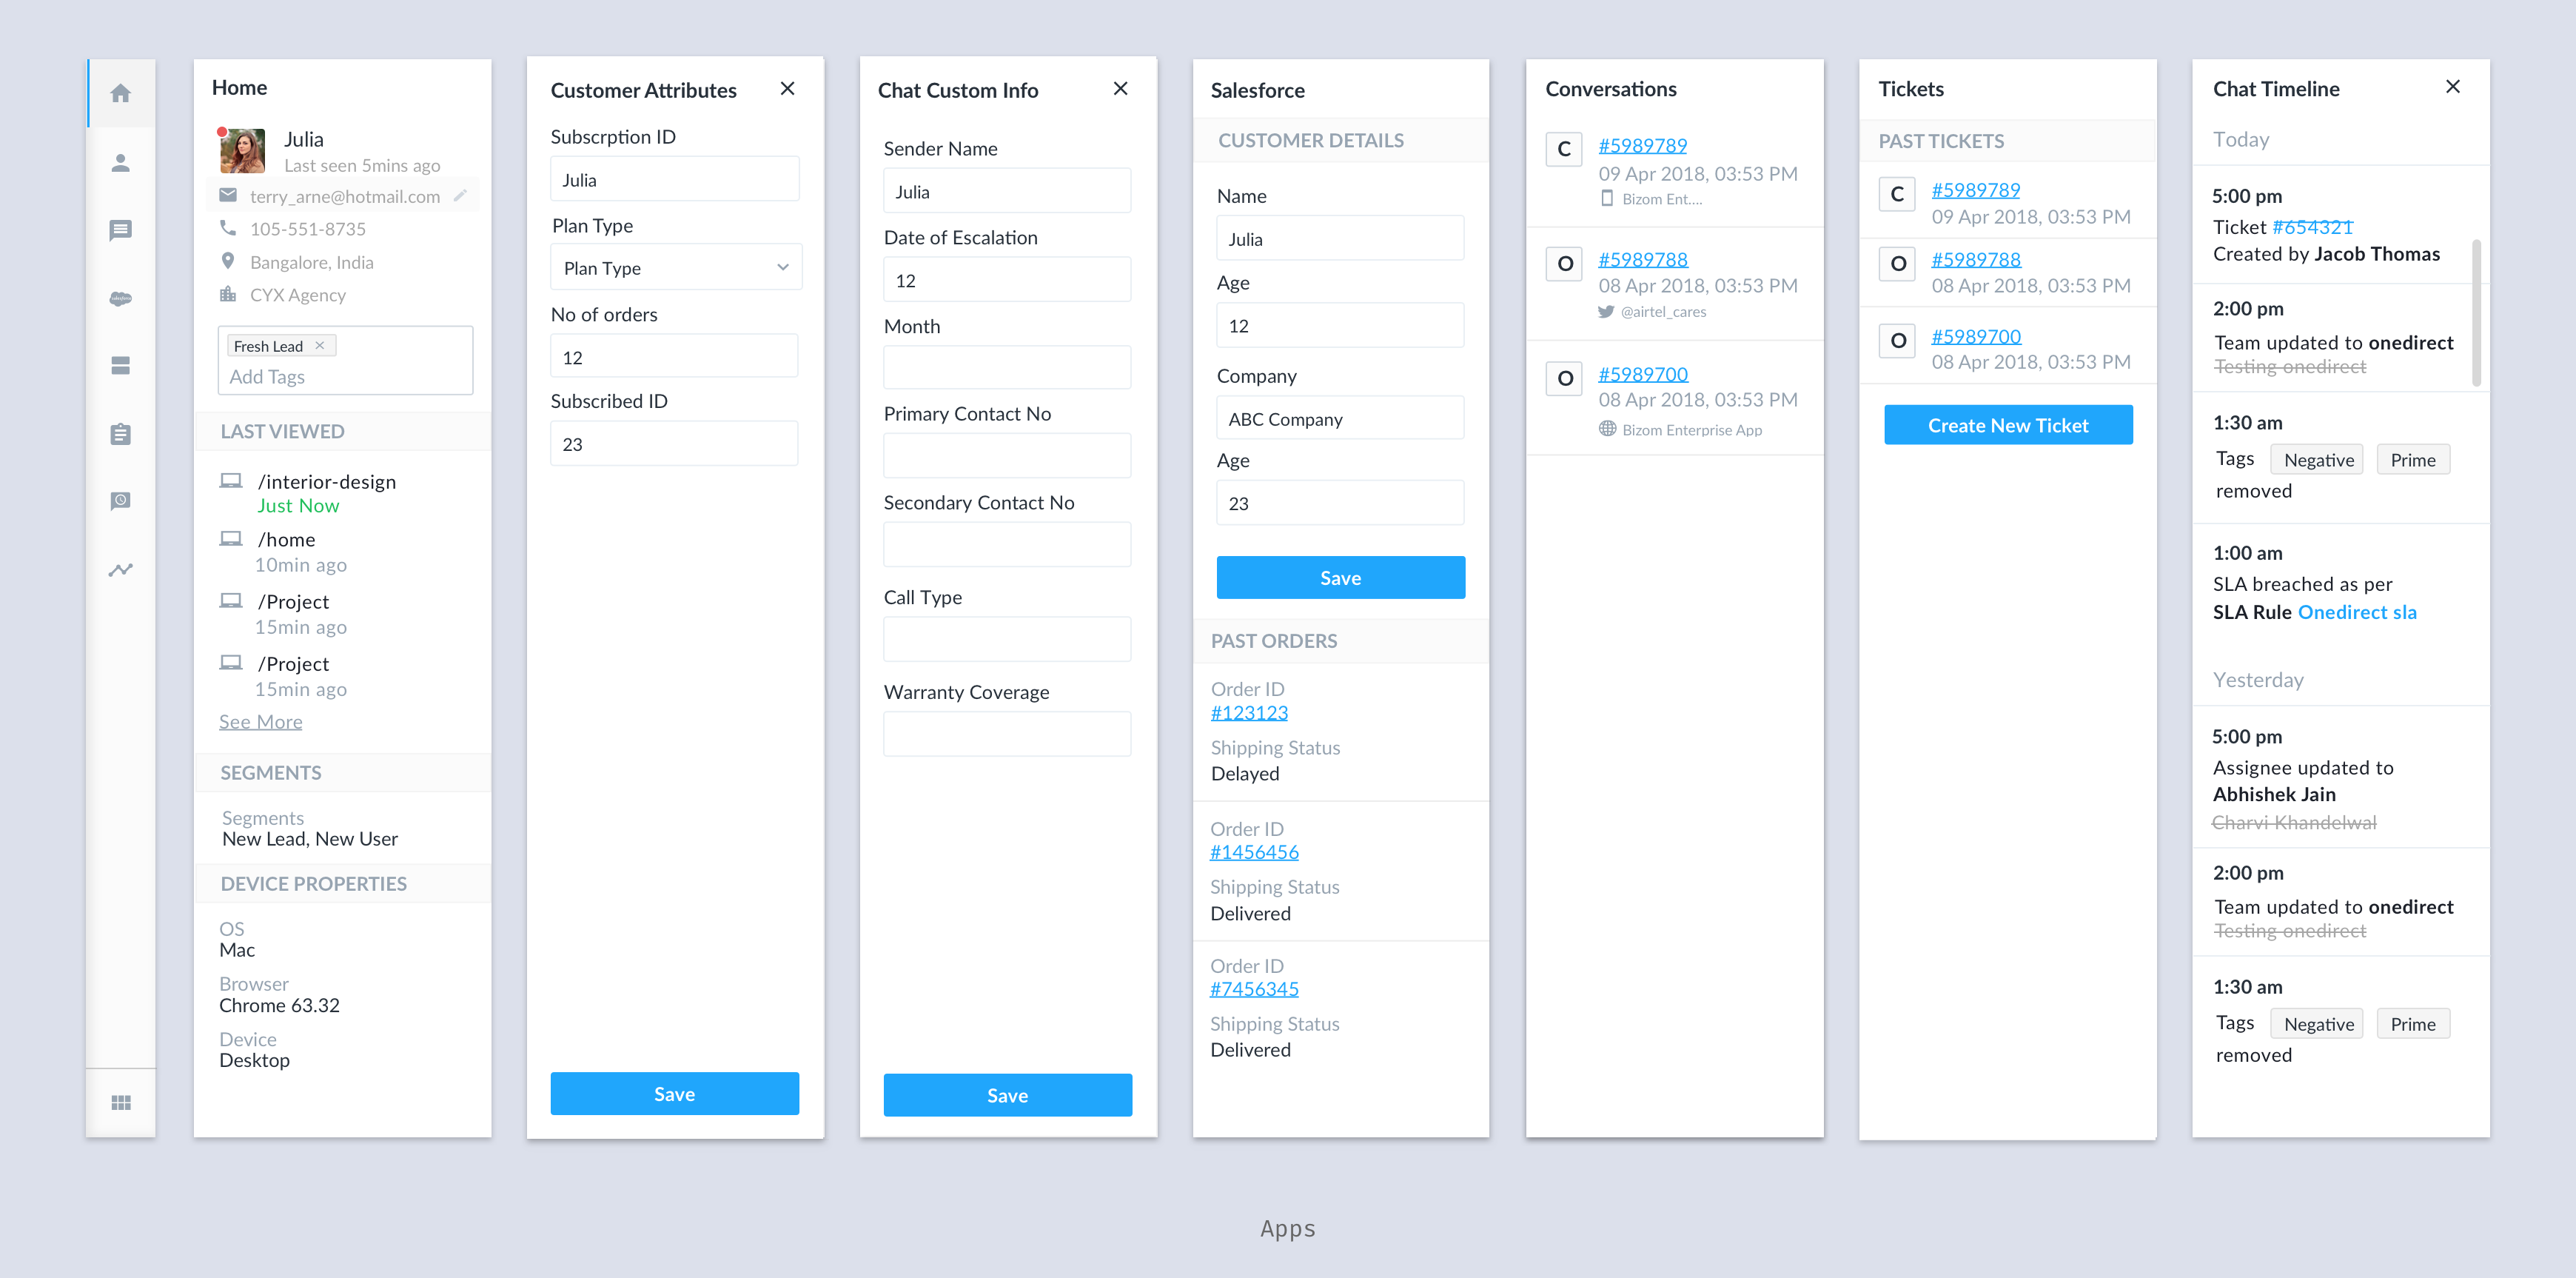 Home
Julia
Last seen 5mins ago
terry_arne@hotmail.com
105-551-8735
Bangalore, India
CYX Agency
Fresh Lead
Add Tags
LAST VIEWED
/interior-design
Just Now
/home
10min ago
/Project
15min ago
/Project
15min ago
See More
SEGMENTS
Segments
New Lead, New User
DEVICE PROPERTIES
OS
Mac
Browser
Chrome 63.32
Device
Desktop
Customer Attributes
Subscrption ID
Julia
Plan Type
Plan Type
No of orders
12
Subscribed ID
23
Save
Chat Custom Info
Sender Name
Julia
Date of Escalation
12
Month
Primary Contact No
Secondary Contact No
Call Type
Warranty Coverage
Save
Salesforce
CUSTOMER DETAILS
Name
Julia
Age
12
Company
ABC Company
Age
23
Save
PAST ORDERS
Order ID
#123123
Shipping Status
Delayed
Order ID
#1456456
Shipping Status
Delivered
Order ID
#7456345
Shipping Status
Delivered
Conversations
C
#5989789
09 Apr 2018, 03:53 PM
Bizom Ent....
O
#5989788
08 Apr 2018, 03:53 PM
@airtel_cares
O
#5989700
08 Apr 2018, 03:53 PM
Bizom Enterprise App
Tickets
PAST TICKETS
C
#5989789
09 Apr 2018, 03:53 PM
O
#5989788
08 Apr 2018, 03:53 PM
O
#5989700
08 Apr 2018, 03:53 PM
Create New Ticket
Chat Timeline
Today
5:00 pm
Ticket #654321
Created by Jacob Thomas
2:00 pm
Team updated to onedirect
Testing onedirect
1:30 am
Tags Negative Prime
removed
1:00 am
SLA breached as per
SLA Rule Onedirect sla
Yesterday
5:00 pm
Assignee updated to
Abhishek Jain
Charvi Khandelwal
2:00 pm
Team updated to onedirect
Testing onedirect
1:30 am
Tags Negative Prime
removed
Apps